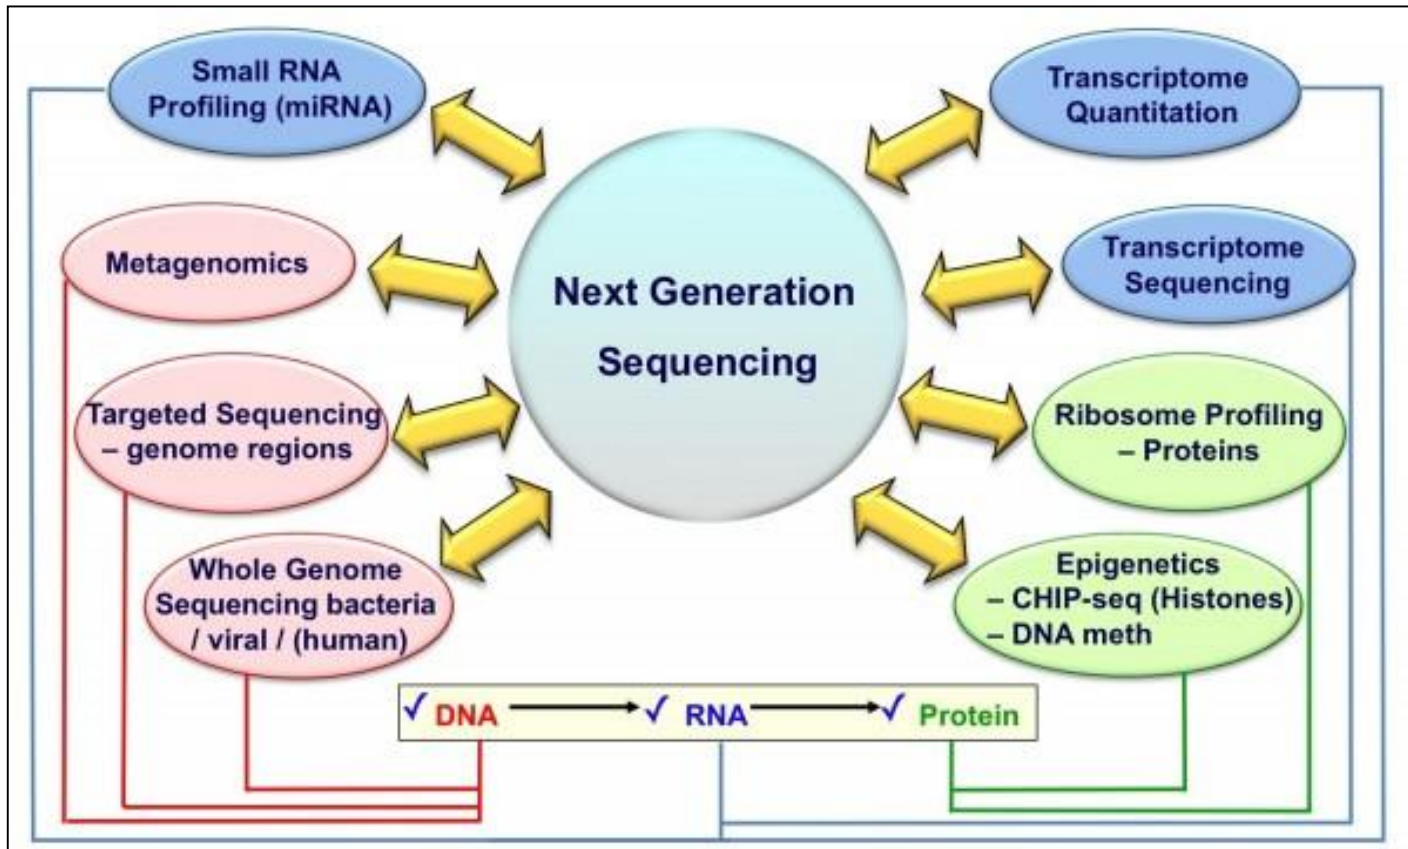 Small RNA
Profiling (miRNA)
Transcriptome
Quantitation
Metagenomics
Transcriptome
Sequencing
Next Generation
Sequencing
Targeted Sequencing
– genome regions
Ribosome Profiling
– Proteins
Whole Genome
Sequencing bacteria
/ viral / (human)
Epigenetics
– CHIP-seq (Histones)
– DNA meth
✓ DNA → ✓ RNA → ✓ Protein